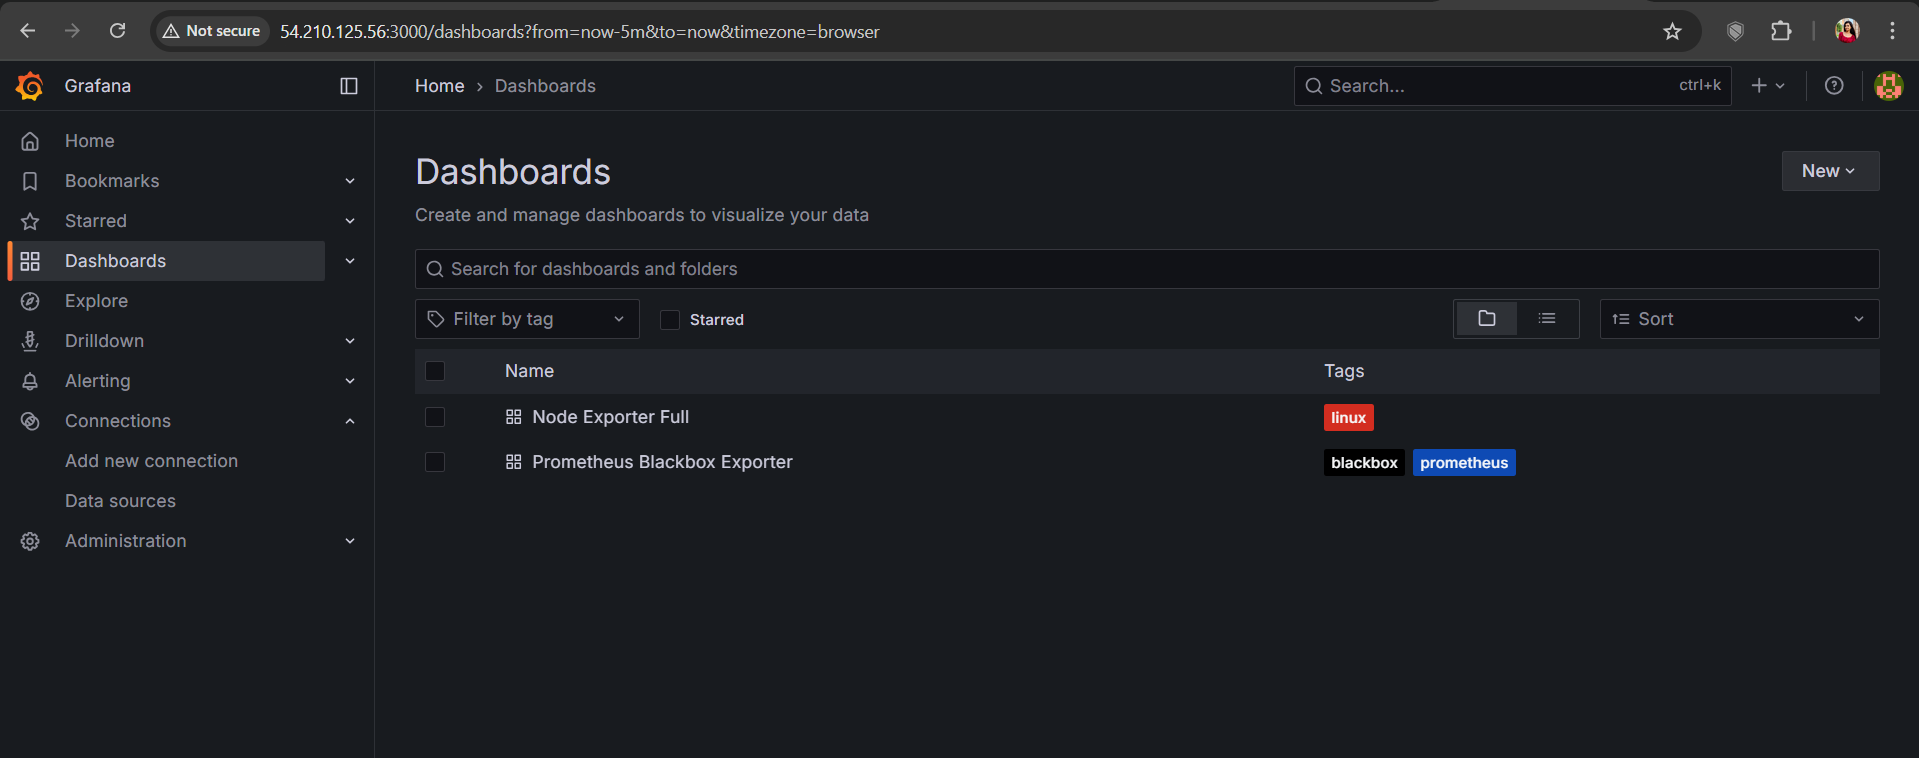 Not secure 54.210.125.56:3000/dashboards?from=now-5m&to=now&timezone=browser
Grafana
Home › Dashboards
Search... ctrl+k
Home
Bookmarks
Starred
Dashboards
Explore
Drilldown
Alerting
Connections
Add new connection
Data sources
Administration
Dashboards
New
Create and manage dashboards to visualize your data
Search for dashboards and folders
Filter by tag Starred Sort
Name Tags
Node Exporter Full linux
Prometheus Blackbox Exporter blackbox prometheus